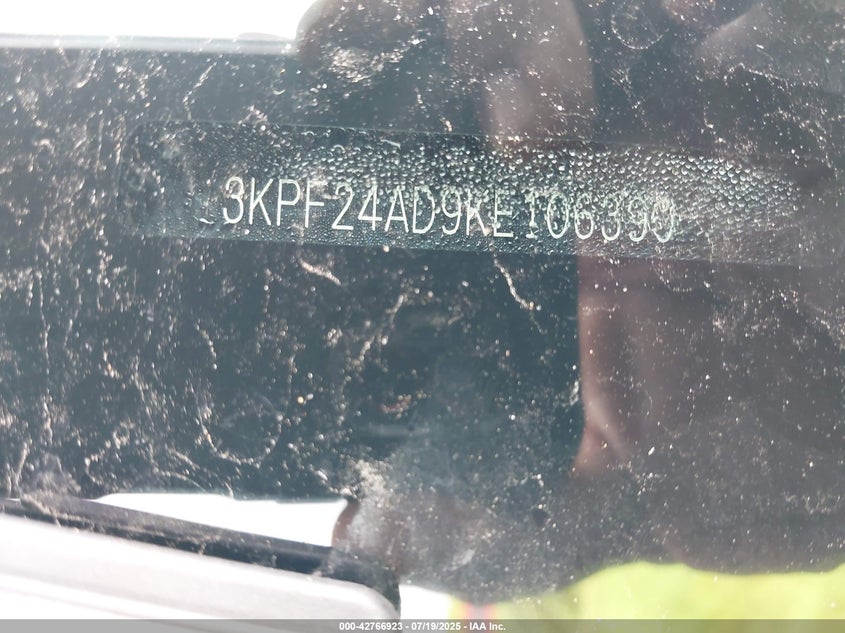 3KPF24AD9KE106390
000-42766923 | 07/19/2025 - IAA Inc.